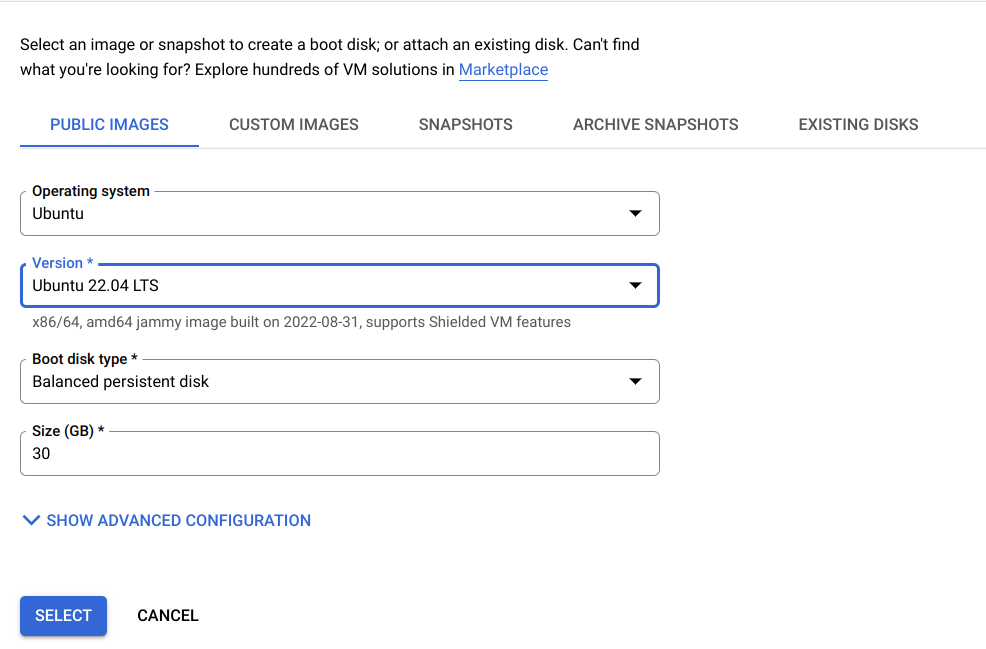 Select an image or snapshot to create a boot disk; or attach an existing disk. Can't find
what you're looking for? Explore hundreds of VM solutions in Marketplace
PUBLIC IMAGES
CUSTOM IMAGES
SNAPSHOTS
ARCHIVE SNAPSHOTS
EXISTING DISKS
Operating system
Ubuntu
Version *
Ubuntu 22.04 LTS
x86/64, amd64 jammy image built on 2022-08-31, supports Shielded VM features
Boot disk type *
Balanced persistent disk
Size (GB) *
30
SHOW ADVANCED CONFIGURATION
SELECT
CANCEL